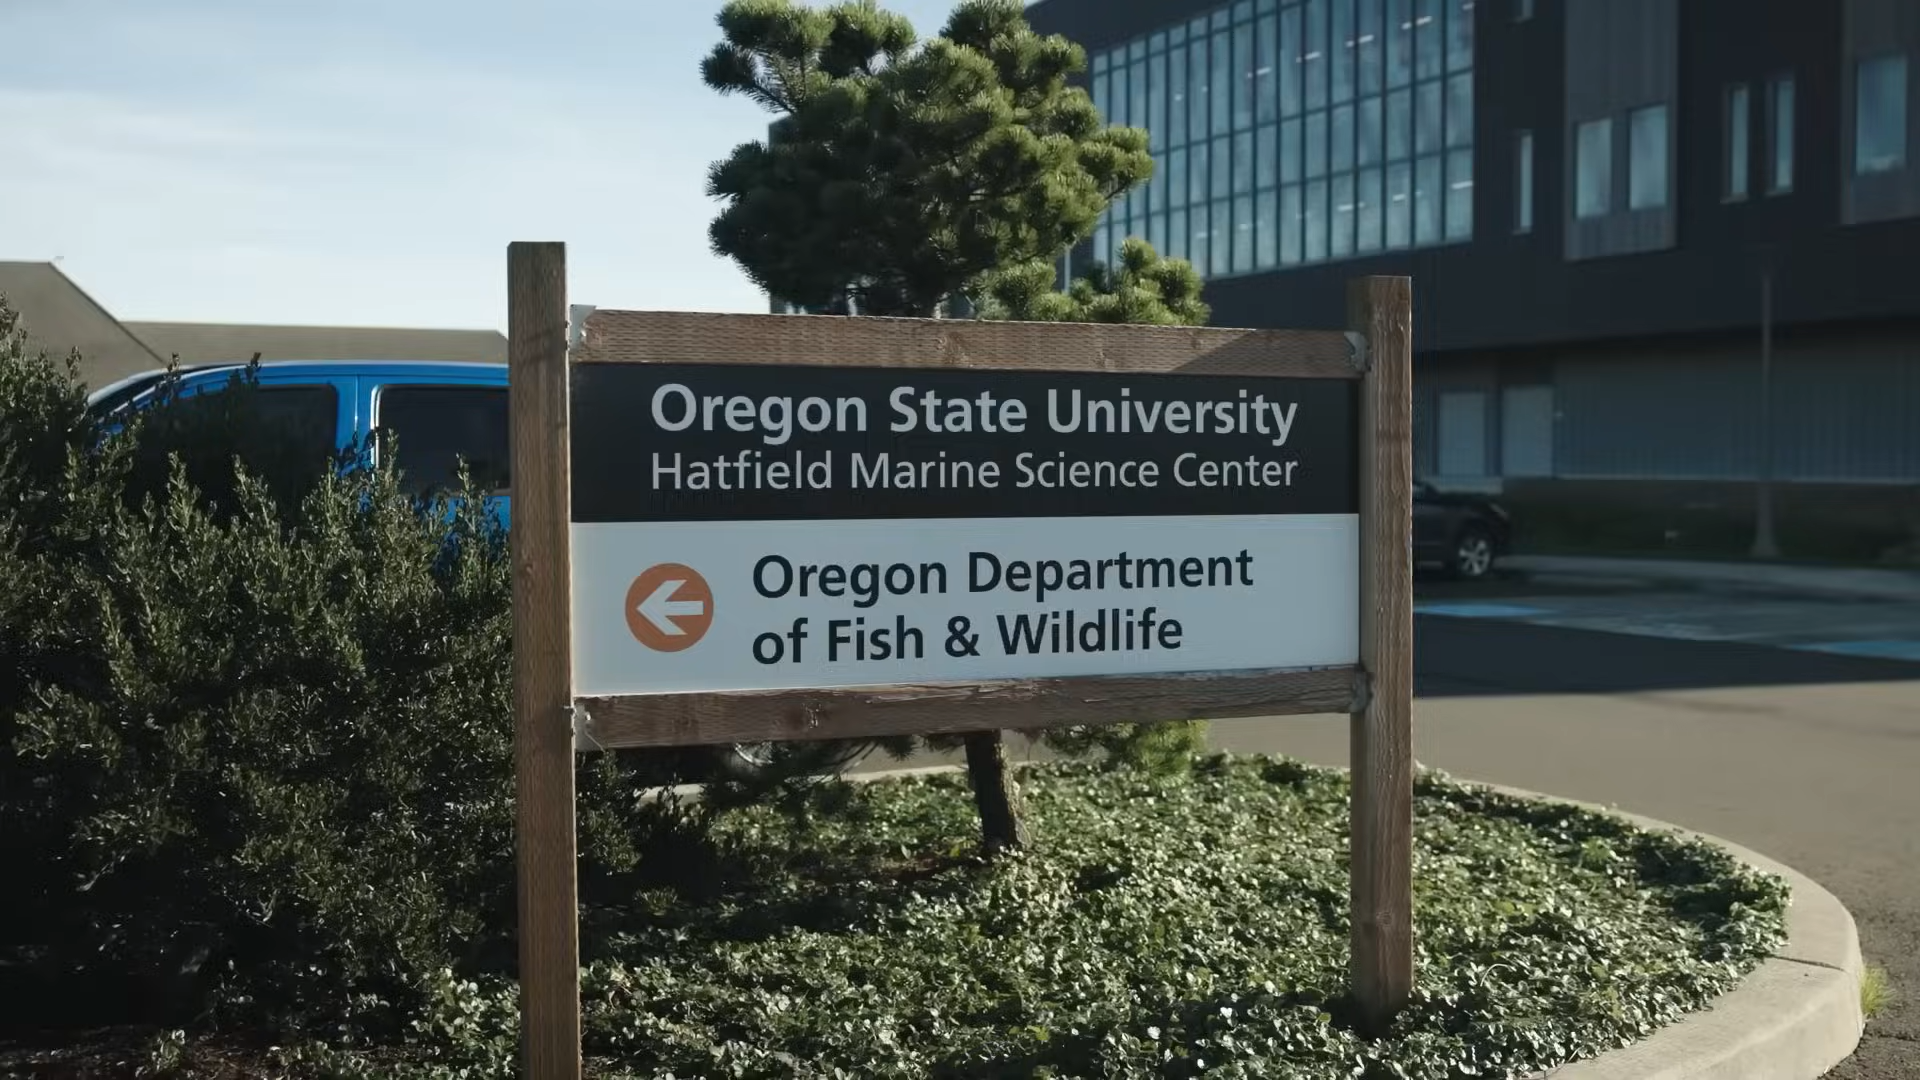 Oregon State University
Hatfield Marine Science Center
Oregon Department
of Fish & Wildlife